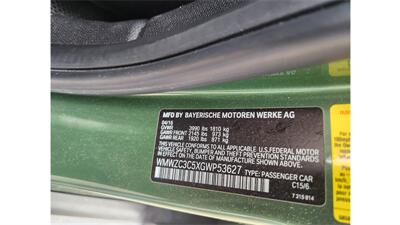 MFD BY BAYERISCHE MOTOREN WERKE AG
04/16
GVWR 3990 lbs 1810 kg
GAWR FRONT 2145 lbs 973 kg
GAWR REAR 1920 lbs 871 kg
THIS VEHICLE CONFORMS TO ALL APPLICABLE U.S. FEDERAL MOTOR
VEHICLE SAFETY, BUMPER AND THEFT PREVENTION STANDARDS
IN EFFECT ON THE DATE OF MANUFACTURE SHOWN ABOVE.
WMWZC3C5XGWP53627 TYPE: PASSENGER CAR
C15/6
7 315 814